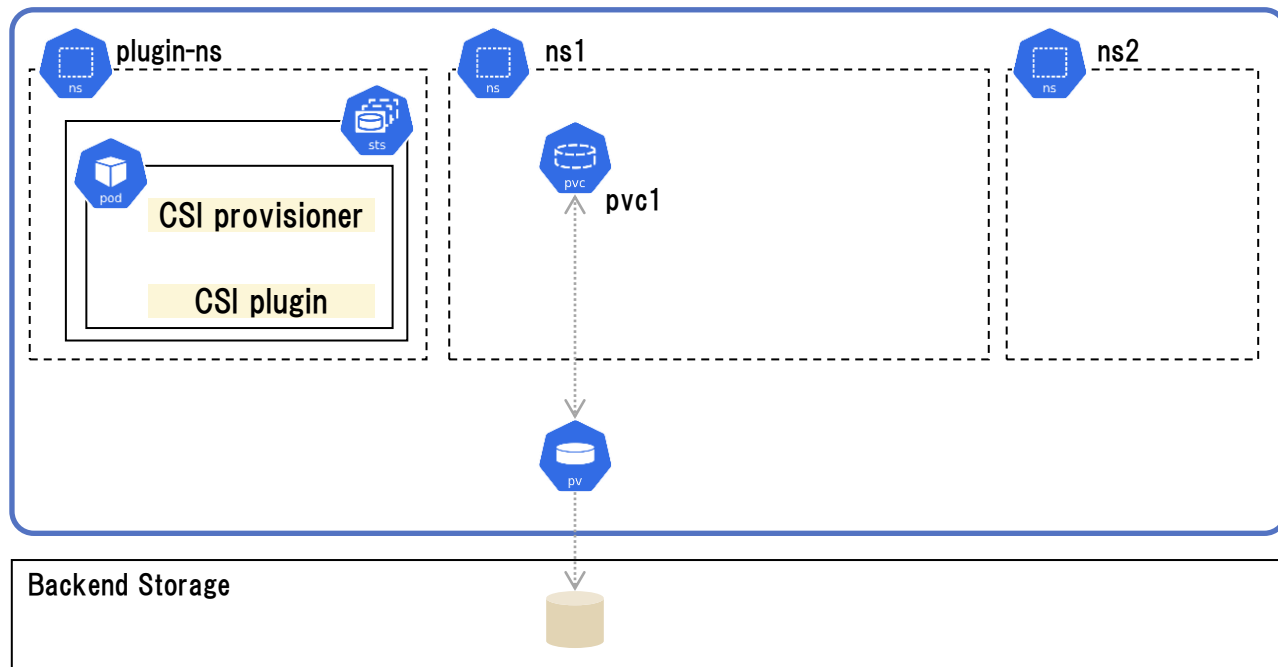 plugin-ns
ns
ns1
ns
ns2
ns
sts
pod
CSI provisioner
CSI plugin
pvc
pvc1
pv
Backend Storage